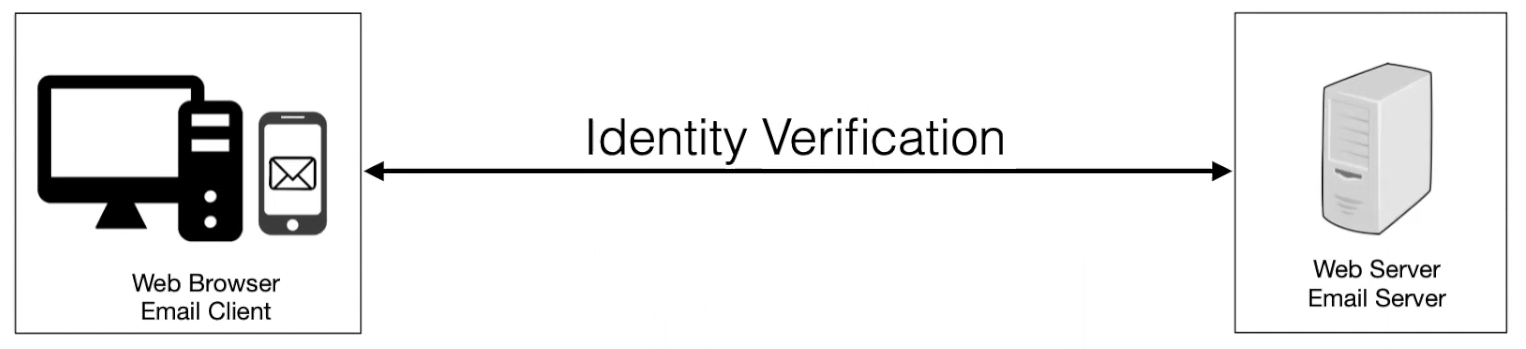 Identity Verification
Web Browser
Email Client
Web Server
Email Server